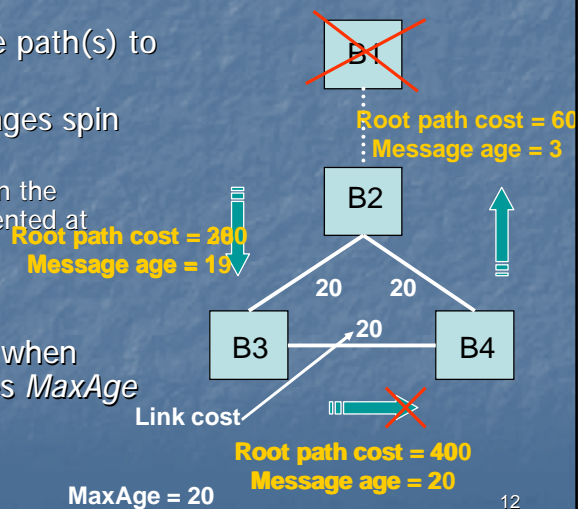 e path(s) to
ges spin
n the
ented at
when
s MaxAge
B1
Root path cost = 60
Message age = 3
B2
Root path cost =
Message age = 19
20 20
20
B3
B4
Link cost
Root path cost = 400
Message age = 20
MaxAge = 20
12